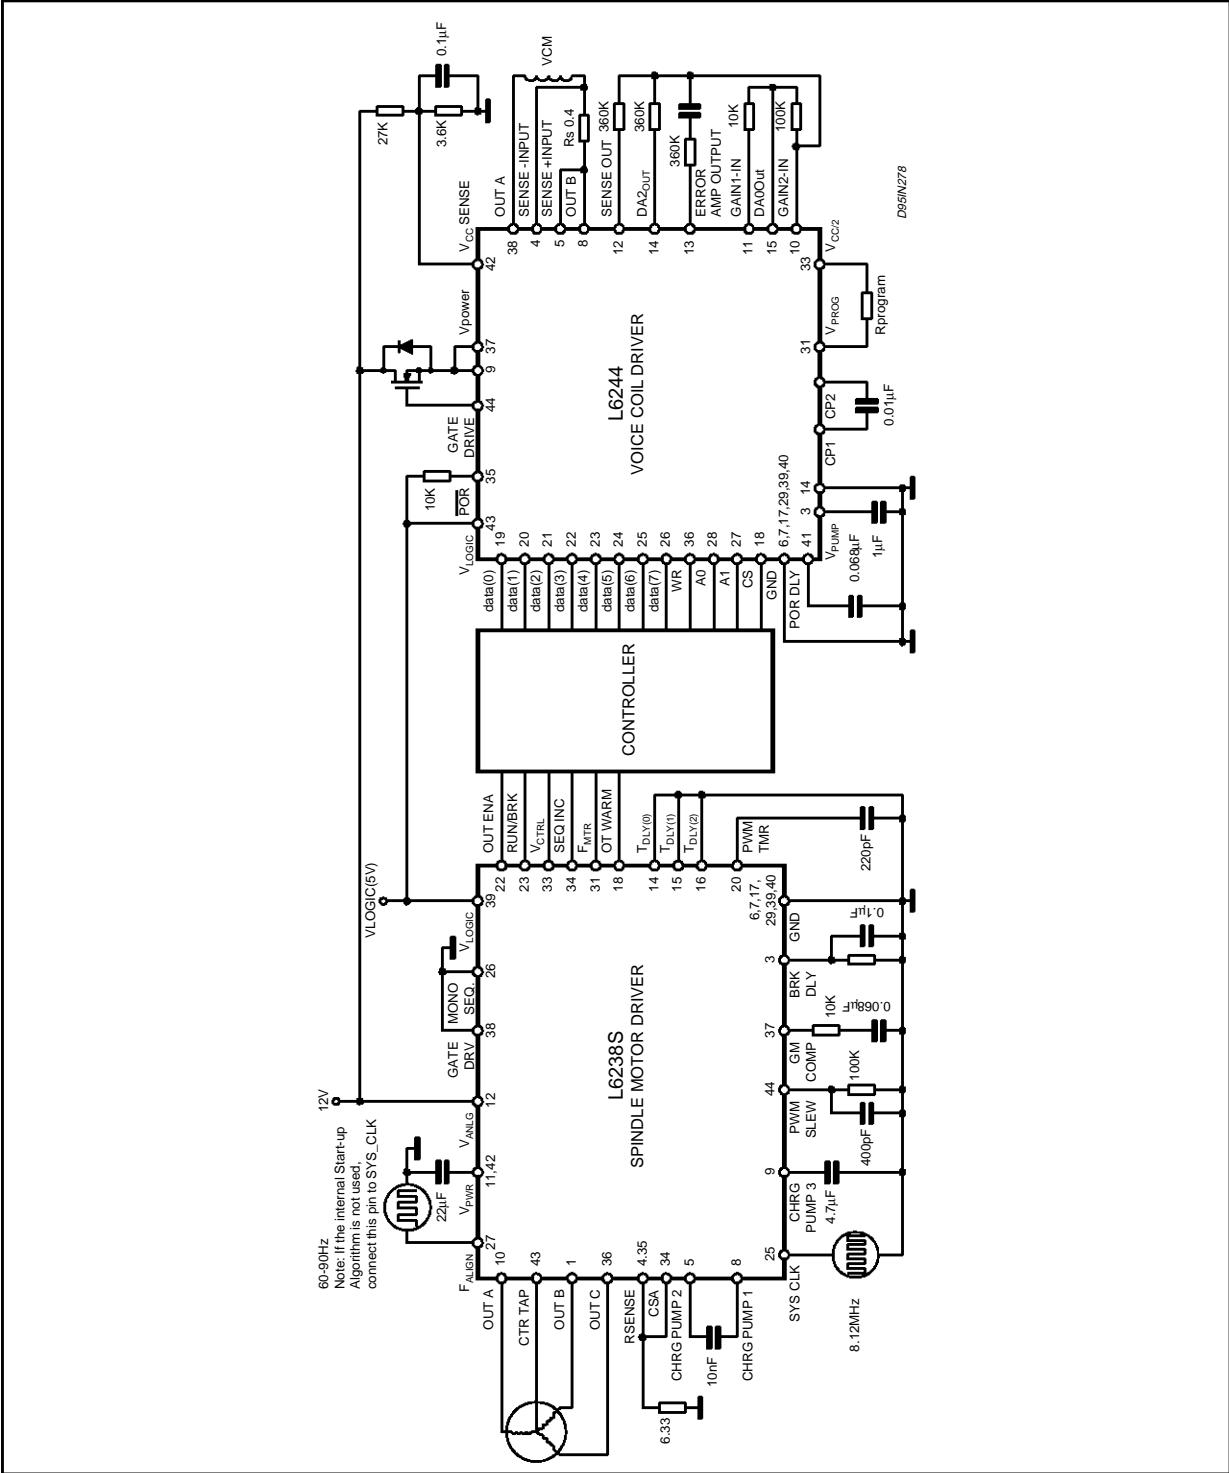 60-90Hz
Note: If the internal Start-up
Algorithm is not used,
connect this pin to SYS_CLK
12V
VLOGIC(5V)
22µF
FALIGN
27
VPWR
11,42
VANLG
12
GATE
DRV
38
MONO
SEQ.
26
VLOGIC
39
OUT A
10
CTR TAP
43
OUT B
1
OUT C
36
RSENSE
4.35
CSA
34
CHRG PUMP 2
5
10nF
CHRG PUMP 1
8
6.33
L6238S
SPINDLE MOTOR DRIVER
22
OUT ENA
23
RUN/BRK
33
VCTRL
34
SEQ INC
31
FMTR
18
OT WARM
14
TDLY(0)
15
TDLY(1)
16
TDLY(2)
20
PWM
TMR
220pF
25
SYS CLK
8.12MHz
9
CHRG
PUMP 3
4.7µF
44
PWM
SLEW
400pF
100K
37
GM
COMP
10K
0.068µF
3
BRK
DLY
0.1µF
6,7,17,
29,39,40
GND
CONTROLLER
data(0)
19
data(1)
20
data(2)
21
data(3)
22
data(4)
23
data(5)
24
data(6)
25
data(7)
26
WR
36
A0
28
A1
27
CS
18
GND
6,7,17,29,39,40
POR DLY
41
0.068µF
VLOGIC
43
POR
35
10K
GATE
DRIVE
44
9
37
Vpower
42
VCC SENSE
27K
3.6K
0.1µF
L6244
VOICE COIL DRIVER
VPUMP
3
1µF
14
CP1
CP2
0.01µF
31
VPROG
Rprogram
33
VCC/2
38
OUT A
4
SENSE -INPUT
5
SENSE +INPUT
8
OUT B
VCM
Rs 0.4
12
SENSE OUT
360K
14
DA2OUT
360K
13
ERROR
AMP OUTPUT
360K
11
GAIN1-IN
10K
15
DA0Out
10
GAIN2-IN
100K
D95IN278